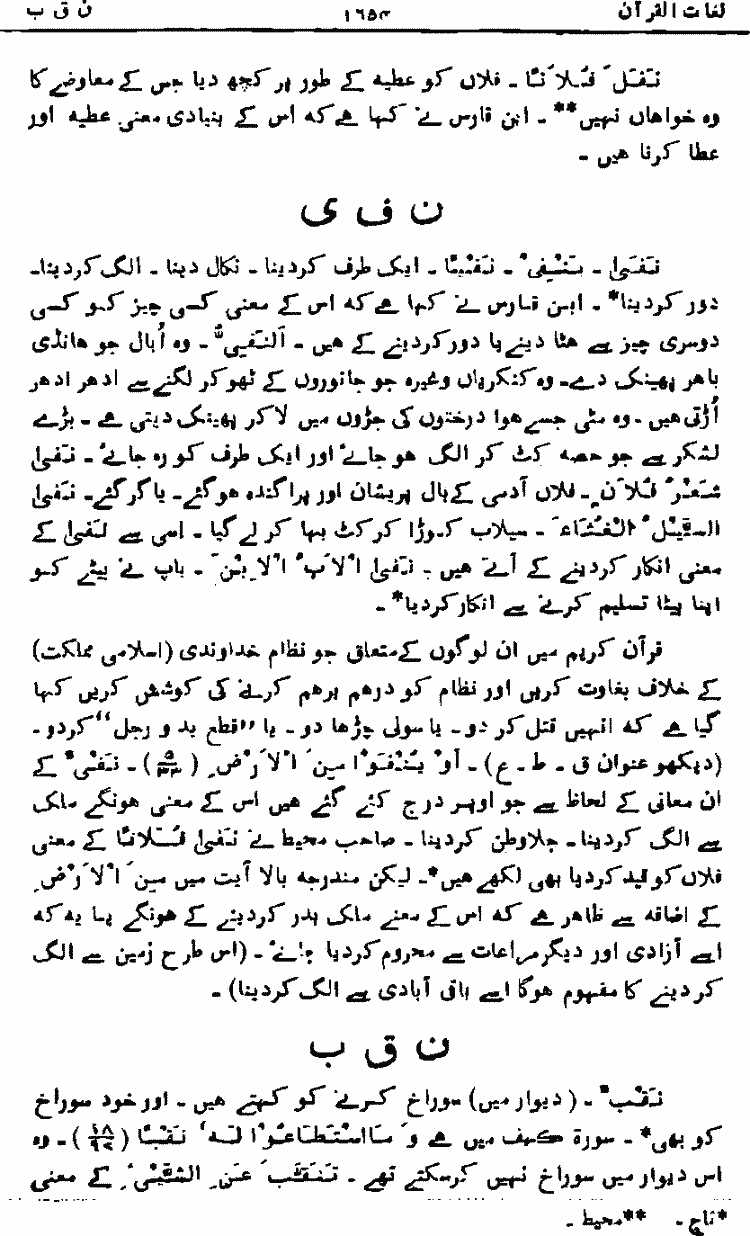 لغات القرآن ۱۶۵۳ ن ق ب
نَفَلَ فُلَانًا ۔ فلاں کو عطیہ کے طور پر کچھ دیا جس کے معاوضے کا
وہ خواهاں نہیں** ۔ ابن فارس نے کہا ہے کہ اس کے بنیادی معنی عطیہ اور
عطا کرنا ہیں ۔
ن ف ی
نَفَیٰ ۔ یَنْفِیْ ۔ نَفْیًا ۔ ایک طرف کردینا ۔ نکال دینا ۔ الگ کردینا۔
دور کردینا* ۔ ابن فارس نے کہا ہے کہ اس کے معنی کسی چیز کو کسی
دوسری چیز سے ہٹا دینے یا دور کردینے کے ہیں ۔ اَلنَّفِیُّ ۔ وہ اُبال جو ہانڈی
باہر پھینک دے۔ وہ کنکریاں وغیرہ جو جانوروں کے ٹھوکر لگنے سے ادھر ادھر
اُڑتی ہیں ۔ وہ مٹی جسے ہوا درختوں کی جڑوں میں لا کر پھینک دیتی ہے ۔ بڑے
لشکر سے جو حصہ کٹ کر الگ ہو جائے اور ایک طرف کو رہ جائے ۔ نَفَیٰ
شَعْرُ فُلَانٍ ۔ فلاں آدمی کے بال پریشان اور پراگندہ ہوگئے۔ یا گر گئے۔ نَفَیٰ
السَّیْلُ الْغُثَاءَ ۔ سیلاب کوڑا کرکٹ بہا کر لے گیا ۔ اسی سے نَفَیٰ کے
معنی انکار کردینے کے آتے ہیں ۔ نَفَیٰ الْاَبُ الْاِبْنَ ۔ باپ نے بیٹے کو
اپنا بیٹا تسلیم کرنے سے انکار کردیا* ۔
قرآن کریم میں ان لوگوں کے متعلق جو نظام خداوندی (اسلامی مملکت)
کے خلاف بغاوت کریں اور نظام کو درهم برهم کرنے کی کوشش کریں کہا
گیا ہے کہ انہیں قتل کر دو ۔ یا سولی چڑھا دو ۔ یا ”قطع ید و رجل“ کردو ۔
(دیکھو عنوان ق ۔ ط ۔ ع) ۔ اَوْ یُنْفَوْا مِنَ الْاَرْضِ (۵/۳۳) ۔ نَفْیٌ کے
ان معانی کے لحاظ سے جو اوپر درج کئے گئے ہیں اس کے معنی ہونگے ملک
سے الگ کردینا ۔ جلاوطن کردینا ۔ صاحب محیط نے نَفَیٰ فُلَانًا کے معنی
فلاں کو قید کردیا بھی لکھے ہیں* ۔ لیکن مندرجہ بالا آیت میں مِنَ الْاَرْضِ
کے اضافہ سے ظاہر ہے کہ اس کے معنے ملک بدر کردینے کے ہونگے یا یہ کہ
اسے آزادی اور دیگر مراعات سے محروم کردیا جائے ۔ (اس طرح زمین سے الگ
کر دینے کا مفہوم ہوگا اسے باقی آبادی سے الگ کردینا) ۔
ن ق ب
نَقْبٌ ۔ (دیوار میں) سوراخ کرنے کو کہتے ہیں ۔ اور خود سوراخ
کو بھی* ۔ سورۃ کہف میں ہے وَ مَا اسْتَطَاعُوْا لَهٗ نَقْبًا (۱۸/۹۷) ۔ وہ
اس دیوار میں سوراخ نہیں کرسکتے تھے ۔ تَنَقَّبَ عَنِ الشَّیْءِ کے معنی
*تاج ۔ **محیط ۔